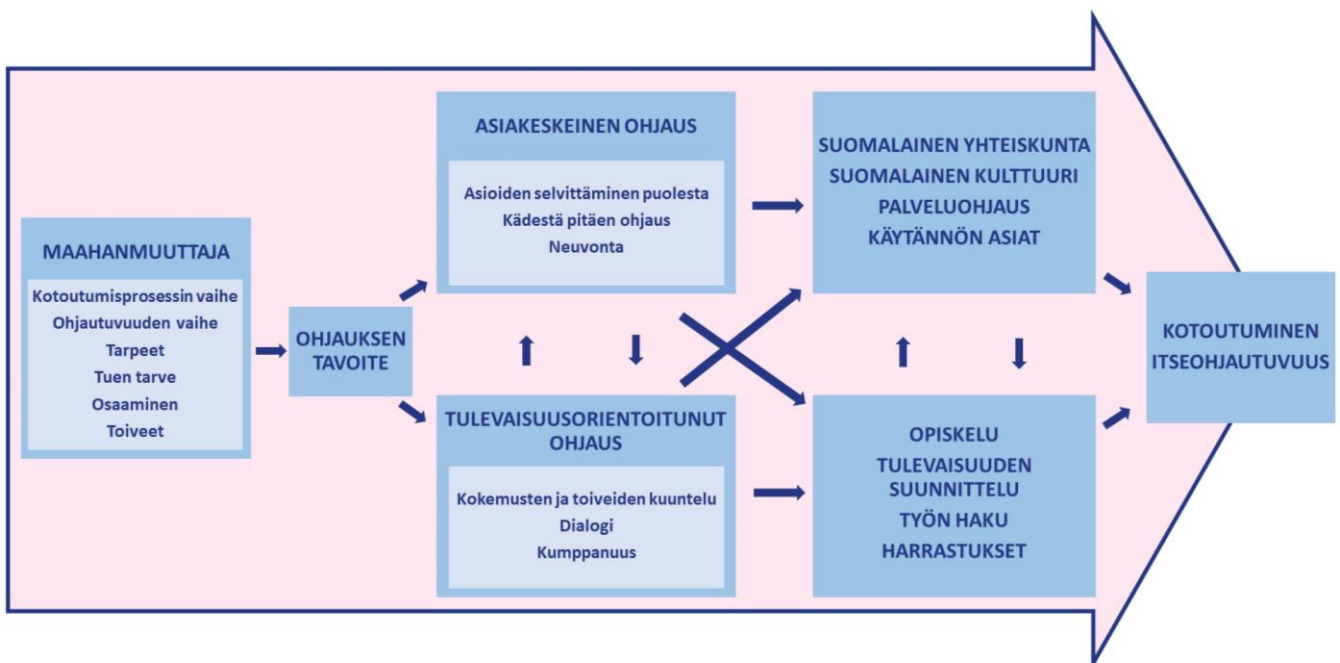 MAAHANMUUTTAJA
Kotoutumisprosessin vaihe
Ohjautuvuuden vaihe
Tarpeet
Tuen tarve
Osaaminen
Toiveet
OHJAUKSEN
TAVOITE
ASIAKESKEINEN OHJAUS
Asioiden selvittäminen puolesta
Kädestä pitäen ohjaus
Neuvonta
TULEVAISUUSORIENTOITUNUT
OHJAUS
Kokemusten ja toiveiden kuuntelu
Dialogi
Kumppanuus
SUOMALAINEN YHTEISKUNTA
SUOMALAINEN KULTTUURI
PALVELUOHJAUS
KÄYTÄNNÖN ASIAT
OPISKELU
TULEVAISUUDEN
SUUNNITTELU
TYÖN HAKU
HARRASTUKSET
KOTOUTUMINEN
ITSEOHJAUTUVUUS